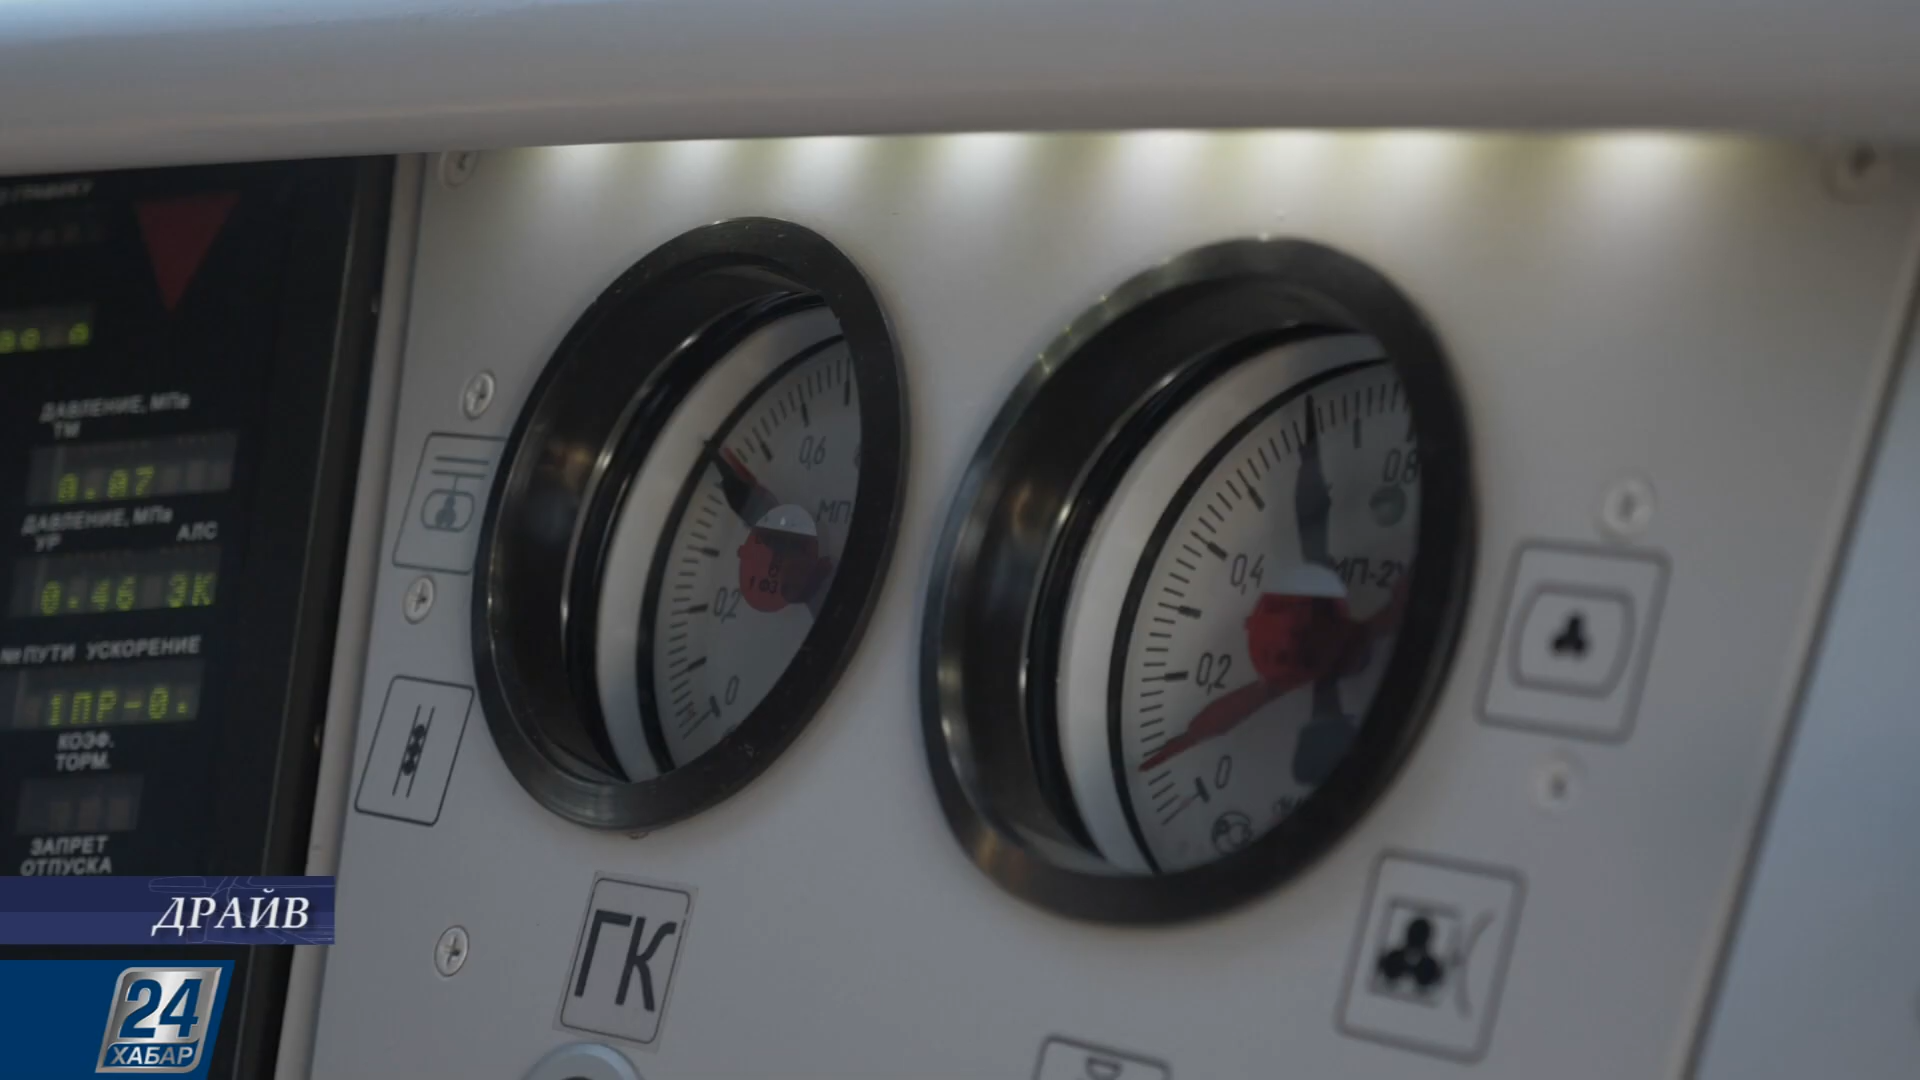 ДАВЛЕНИЕ, МПа
ТМ
0.07
ДАВЛЕНИЕ, МПа
УР АЛС
0.46 ЗК
№ПУТИ УСКОРЕНИЕ
1ПР-0.
КОЭФ.
ТОРМ.
ЗАПРЕТ
ОТПУСКА
0,6
МП
0,2
0
0,8
0,4
МП-2
0,2
0
ГК
ДРАЙВ
24
ХАБАР